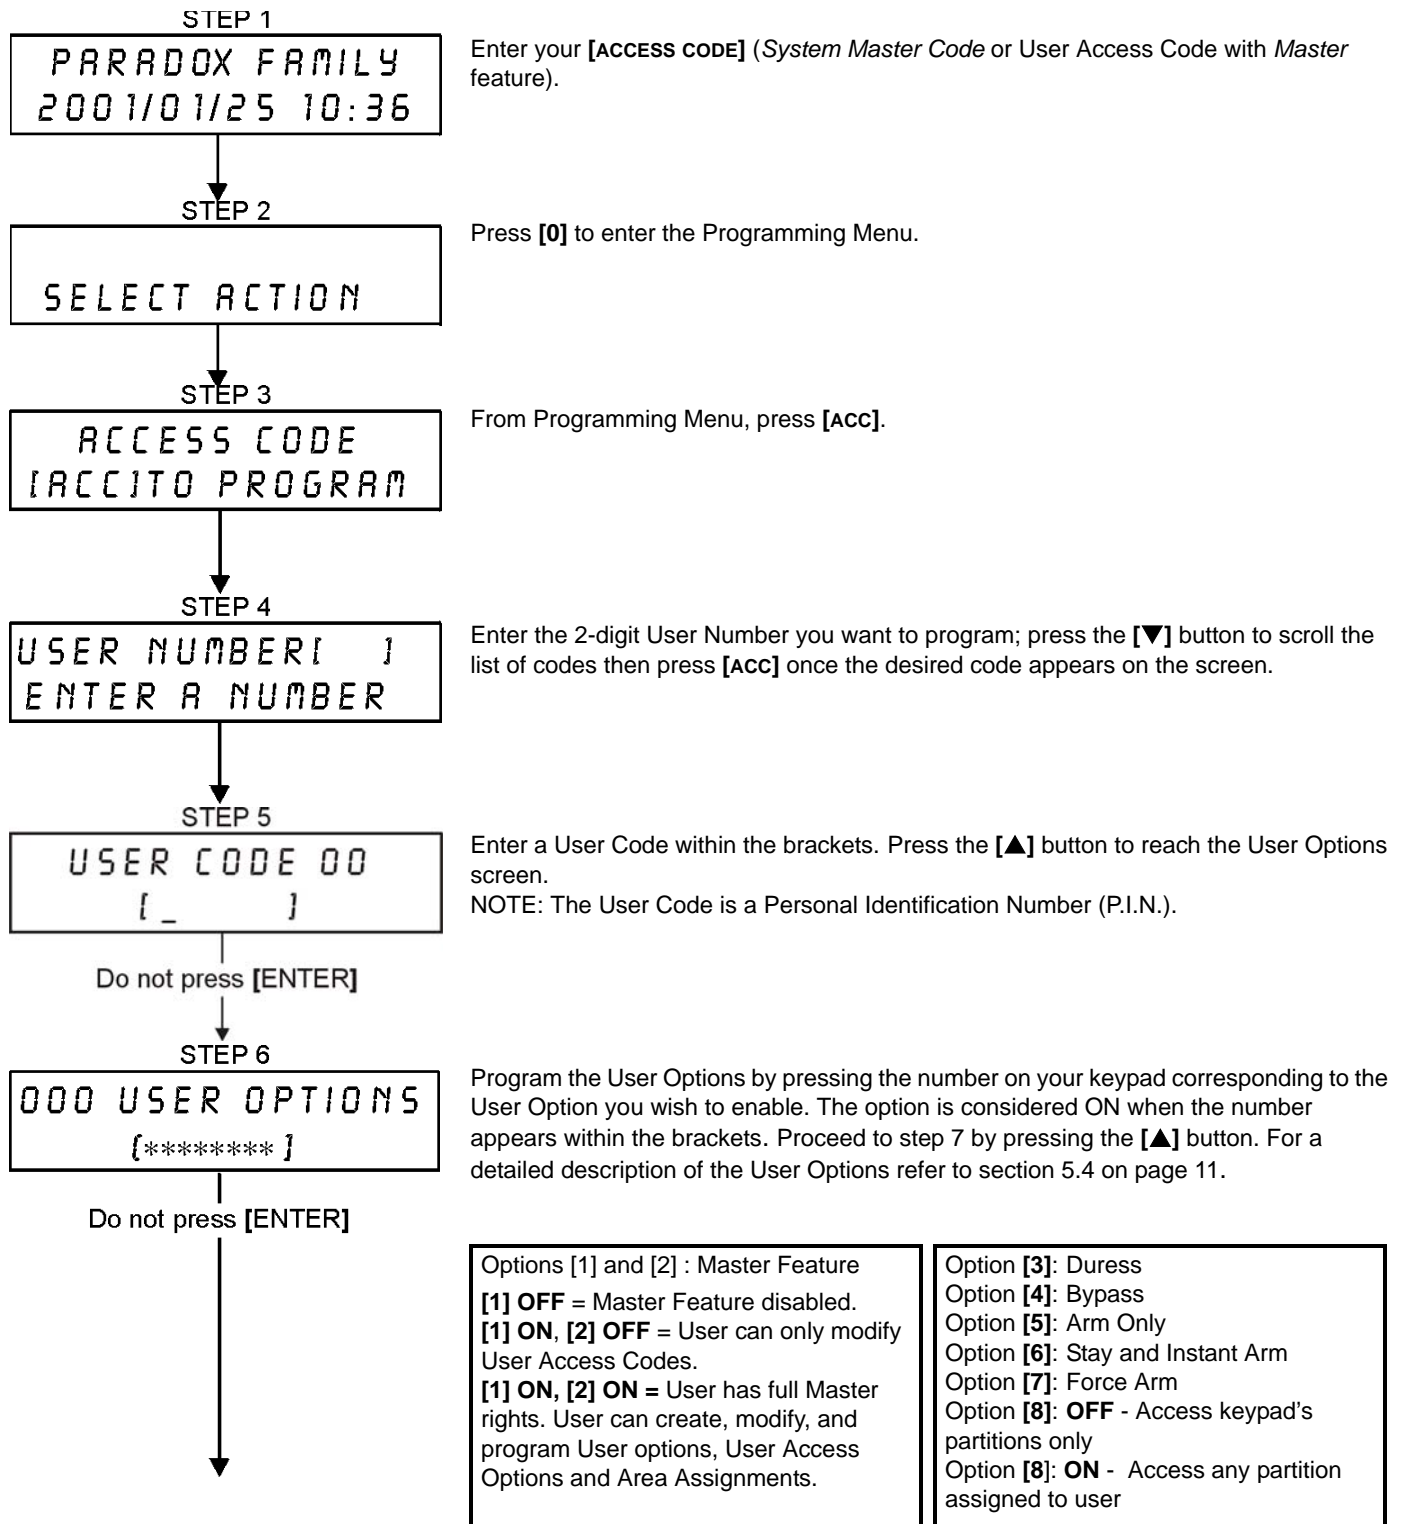 STEP 1
PARADOX FAMILY
2001/01/25 10:36
Enter your [ACCESS CODE] (System Master Code or User Access Code with Master
feature).
STEP 2
SELECT ACTION
Press [0] to enter the Programming Menu.
STEP 3
ACCESS CODE
[ACC]TO PROGRAM
From Programming Menu, press [ACC].
STEP 4
USER NUMBER[  ]
ENTER A NUMBER
Enter the 2-digit User Number you want to program; press the [▼] button to scroll the
list of codes then press [ACC] once the desired code appears on the screen.
STEP 5
USER CODE 00
[ _ ]
Enter a User Code within the brackets. Press the [▲] button to reach the User Options
screen.
NOTE: The User Code is a Personal Identification Number (P.I.N.).
Do not press [ENTER]
STEP 6
000 USER OPTIONS
[********]
Program the User Options by pressing the number on your keypad corresponding to the
User Option you wish to enable. The option is considered ON when the number
appears within the brackets. Proceed to step 7 by pressing the [▲] button. For a
detailed description of the User Options refer to section 5.4 on page 11.
Do not press [ENTER]
Options [1] and [2] : Master Feature
[1] OFF = Master Feature disabled.
[1] ON, [2] OFF = User can only modify
User Access Codes.
[1] ON, [2] ON = User has full Master
rights. User can create, modify, and
program User options, User Access
Options and Area Assignments.
Option [3]: Duress
Option [4]: Bypass
Option [5]: Arm Only
Option [6]: Stay and Instant Arm
Option [7]: Force Arm
Option [8]: OFF - Access keypad's
partitions only
Option [8]: ON - Access any partition
assigned to user